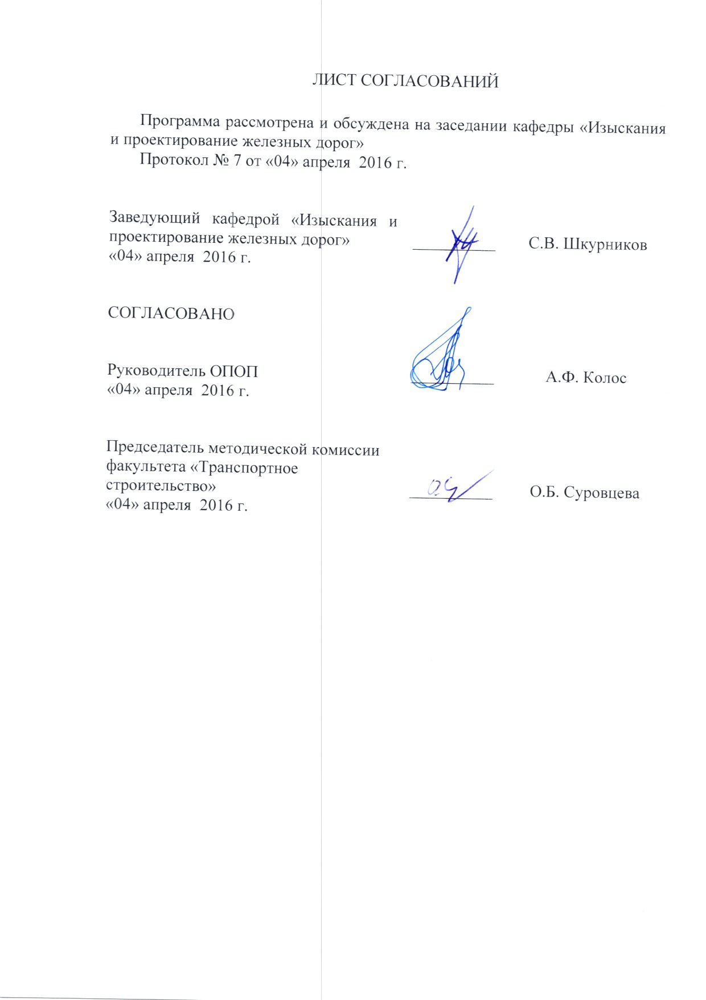 ЛИСТ СОГЛАСОВАНИЙ
Программа рассмотрена и обсуждена на заседании кафедры «Изыскания
и проектирование железных дорог»
Протокол № 7 от «04» апреля 2016 г.
Заведующий кафедрой «Изыскания и
проектирование железных дорог»
«04» апреля 2016 г.
С.В. Шкурников
СОГЛАСОВАНО
Руководитель ОПОП
«04» апреля 2016 г.
А.Ф. Колос
Председатель методической комиссии
факультета «Транспортное
строительство»
«04» апреля 2016 г.
О.Б. Суровцева